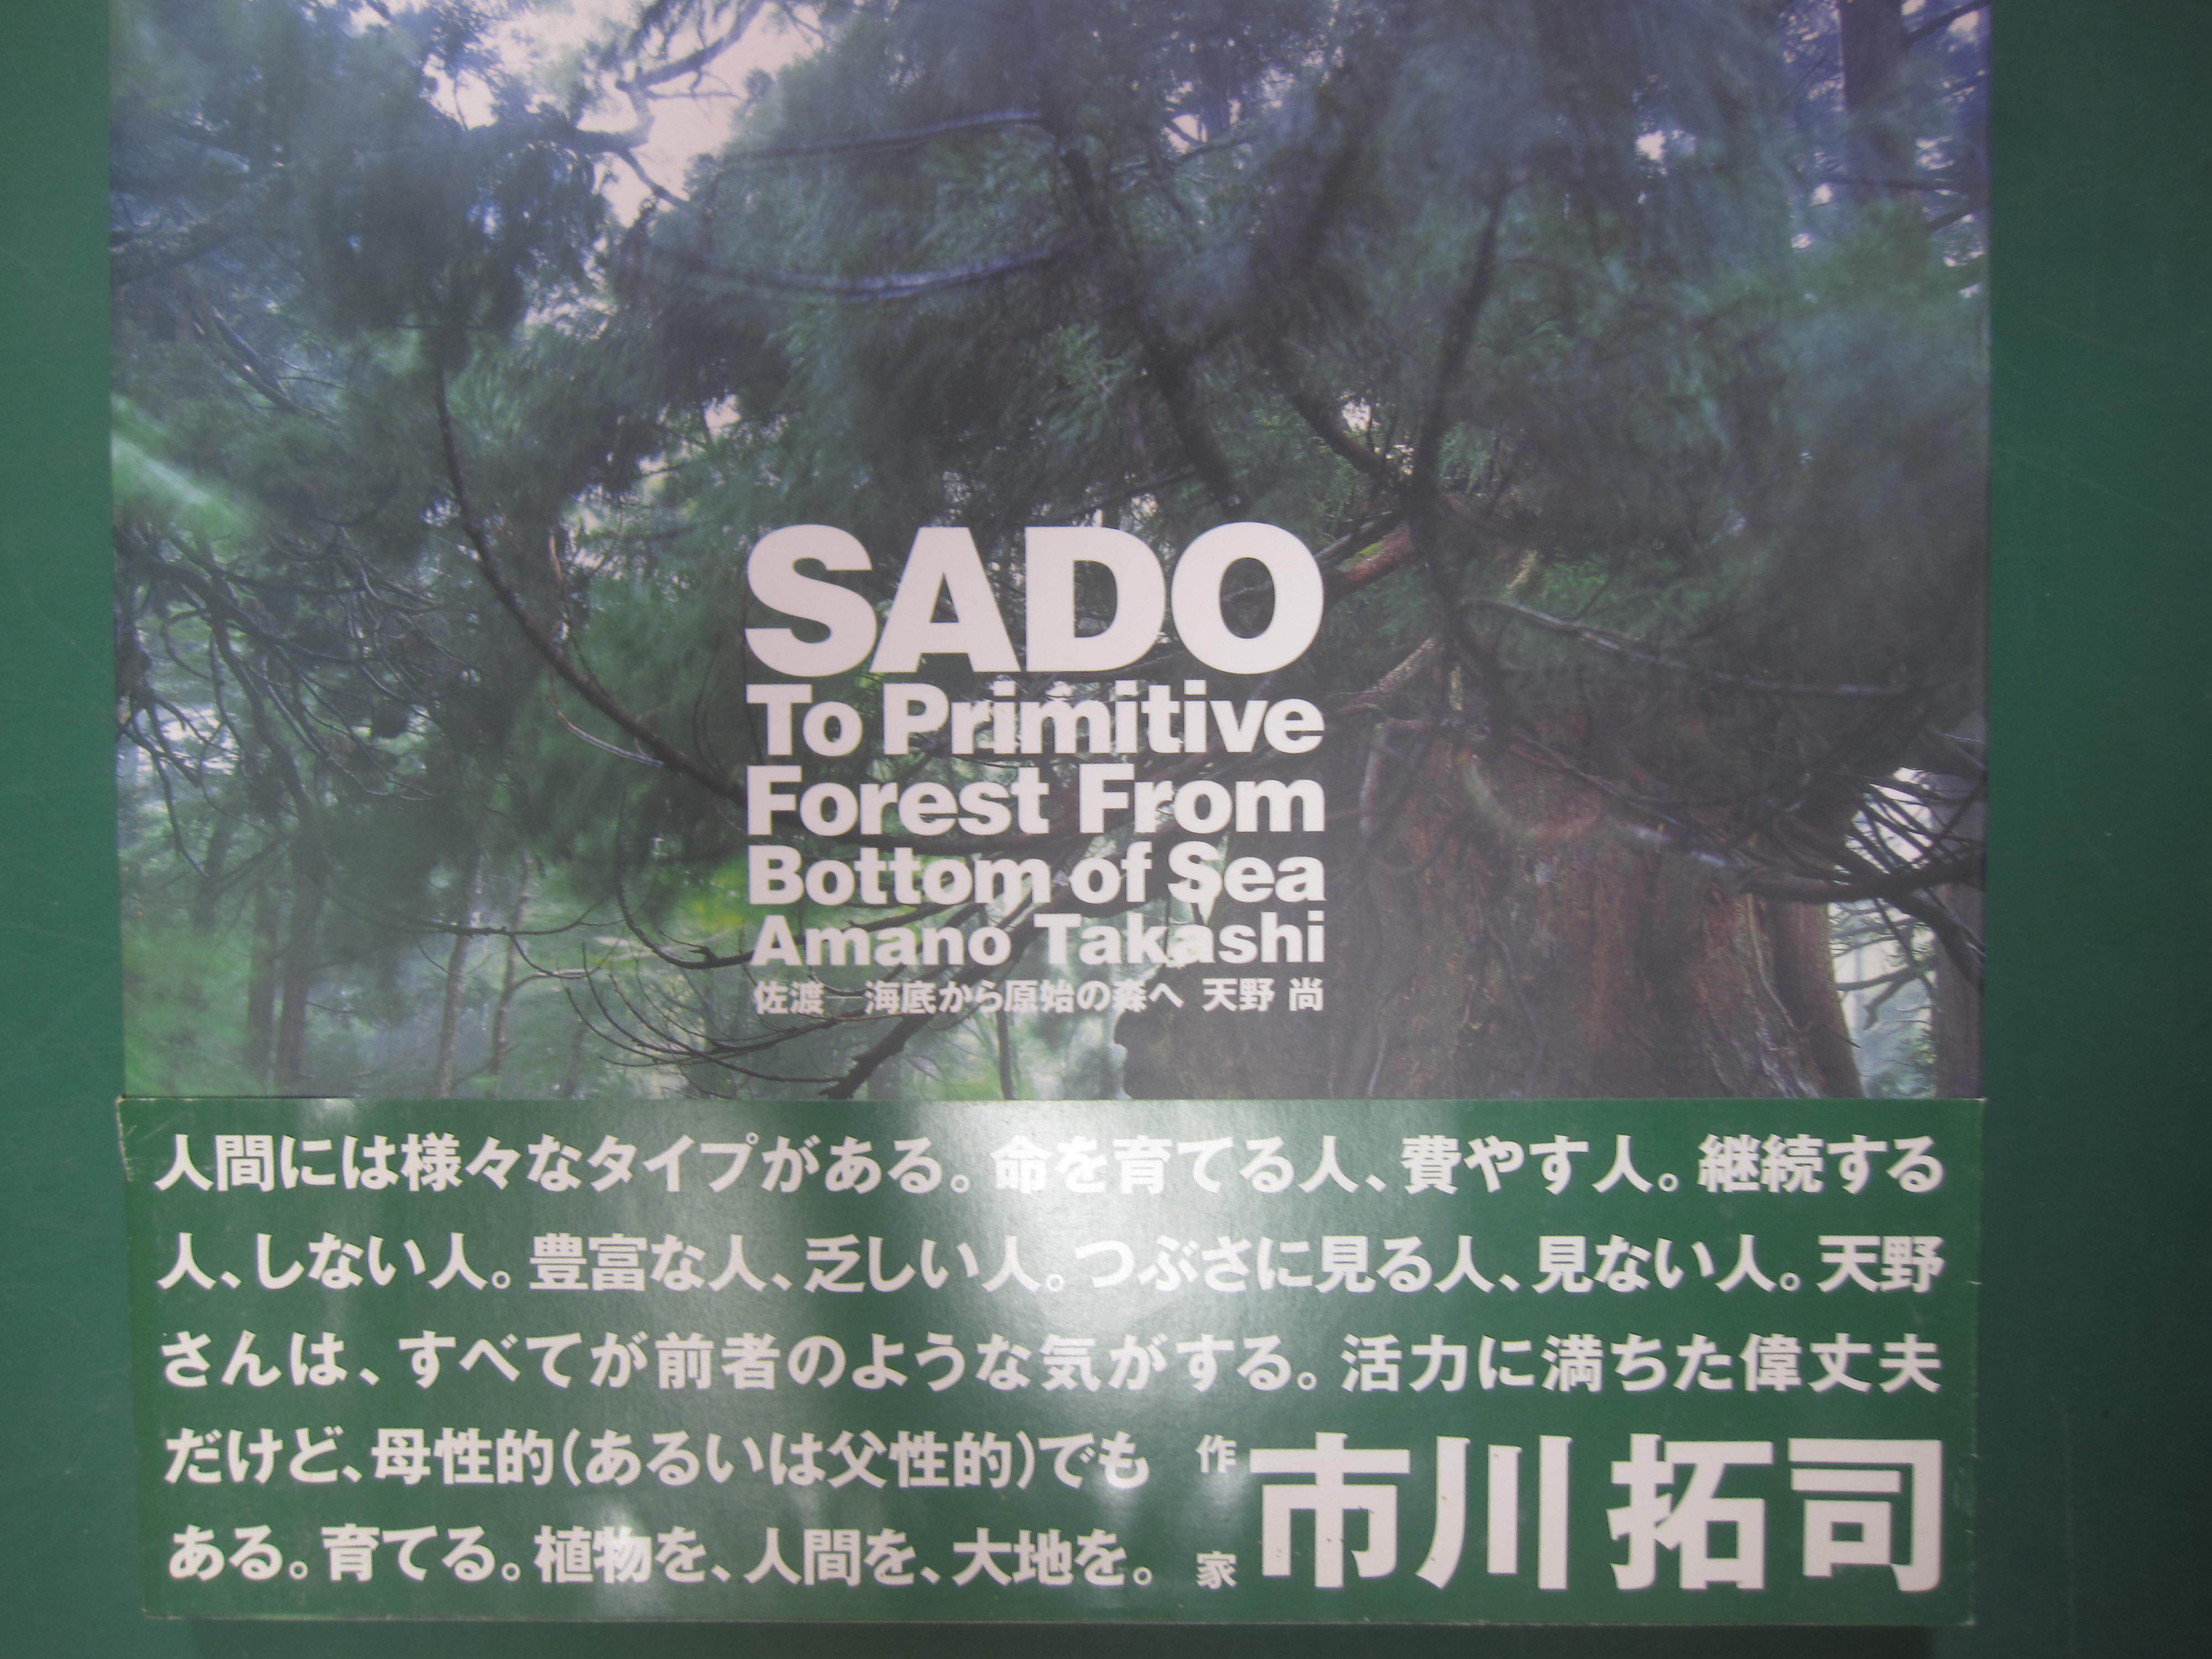 SADO
To Primitive
Forest From
Bottom of Sea
Amano Takashi
佐渡―海底から原始の森へ 天野 尚
人間には様々なタイプがある。命を育てる人、費やす人。継続する
人、しない人。豊富な人、乏しい人。つぶさに見る人、見ない人。天野
さんは、すべてが前者のような気がする。活力に満ちた偉丈夫
だけど、母性的(あるいは父性的)でも
ある。育てる。植物を、人間を、大地を。
作家 市川拓司